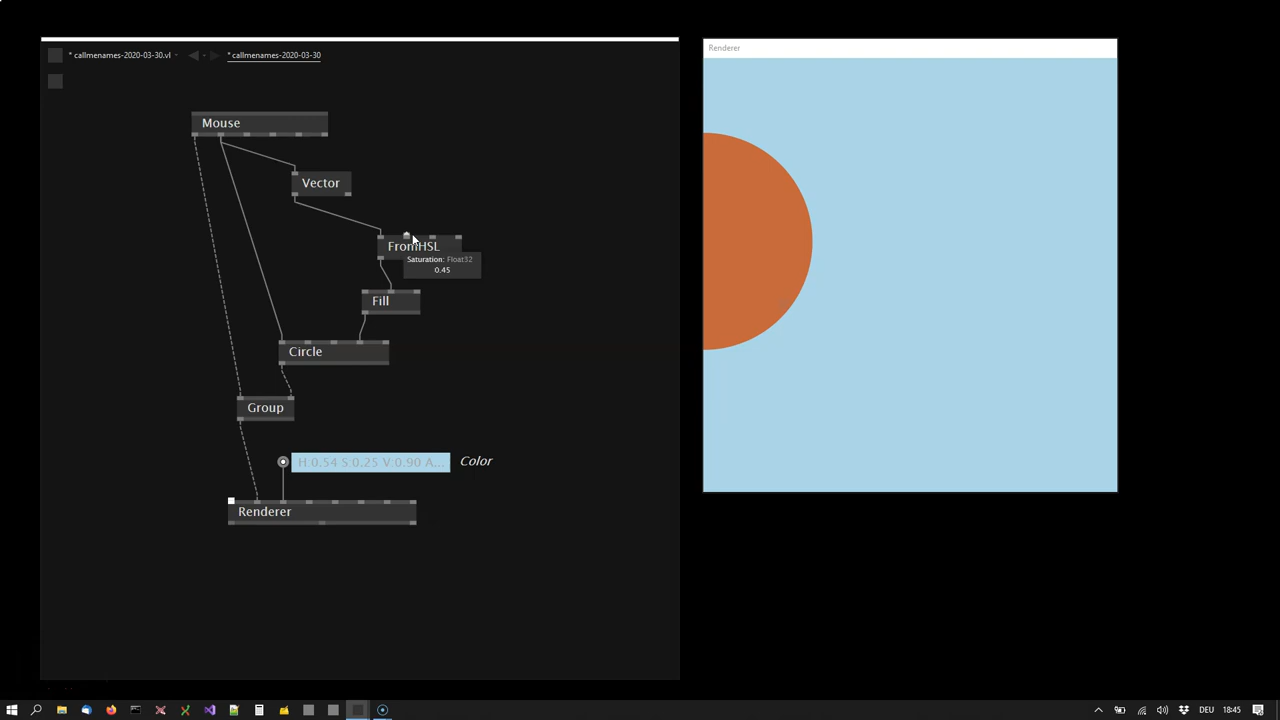 * callmenames-2020-03-30.vl
* callmenames-2020-03-30
Renderer
Mouse
Vector
FromHSL
Saturation: Float32
0.45
Fill
Circle
Group
H:0.54 S:0.25 V:0.90 A...
Color
Renderer
DEU
18:45